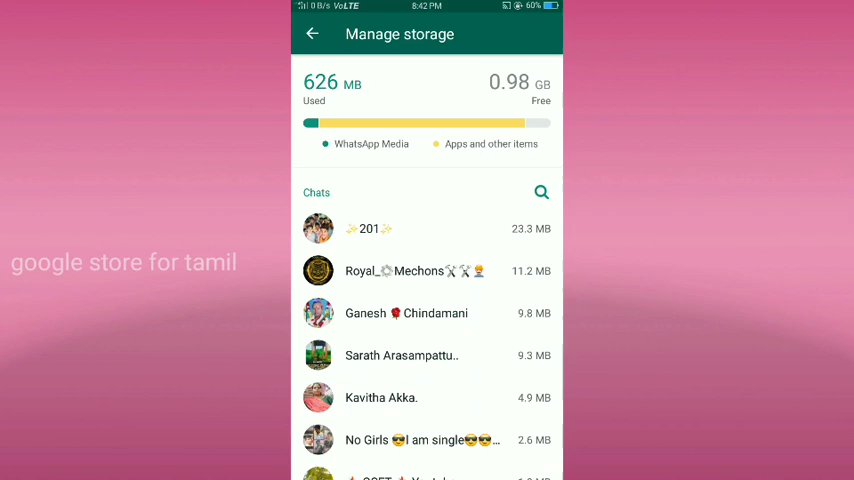 0 B/s VoLTE 8:42 PM 60%
Manage storage
626 MB 0.98 GB
Used Free
WhatsApp Media Apps and other items
Chats
✨201✨ 23.3 MB
google store for tamil
Royal_⚙Mechons🛠🛠👷 11.2 MB
Ganesh 🌹Chindamani 9.8 MB
Sarath Arasampattu.. 9.3 MB
Kavitha Akka. 4.9 MB
No Girls 😎I am single😎😎... 2.6 MB